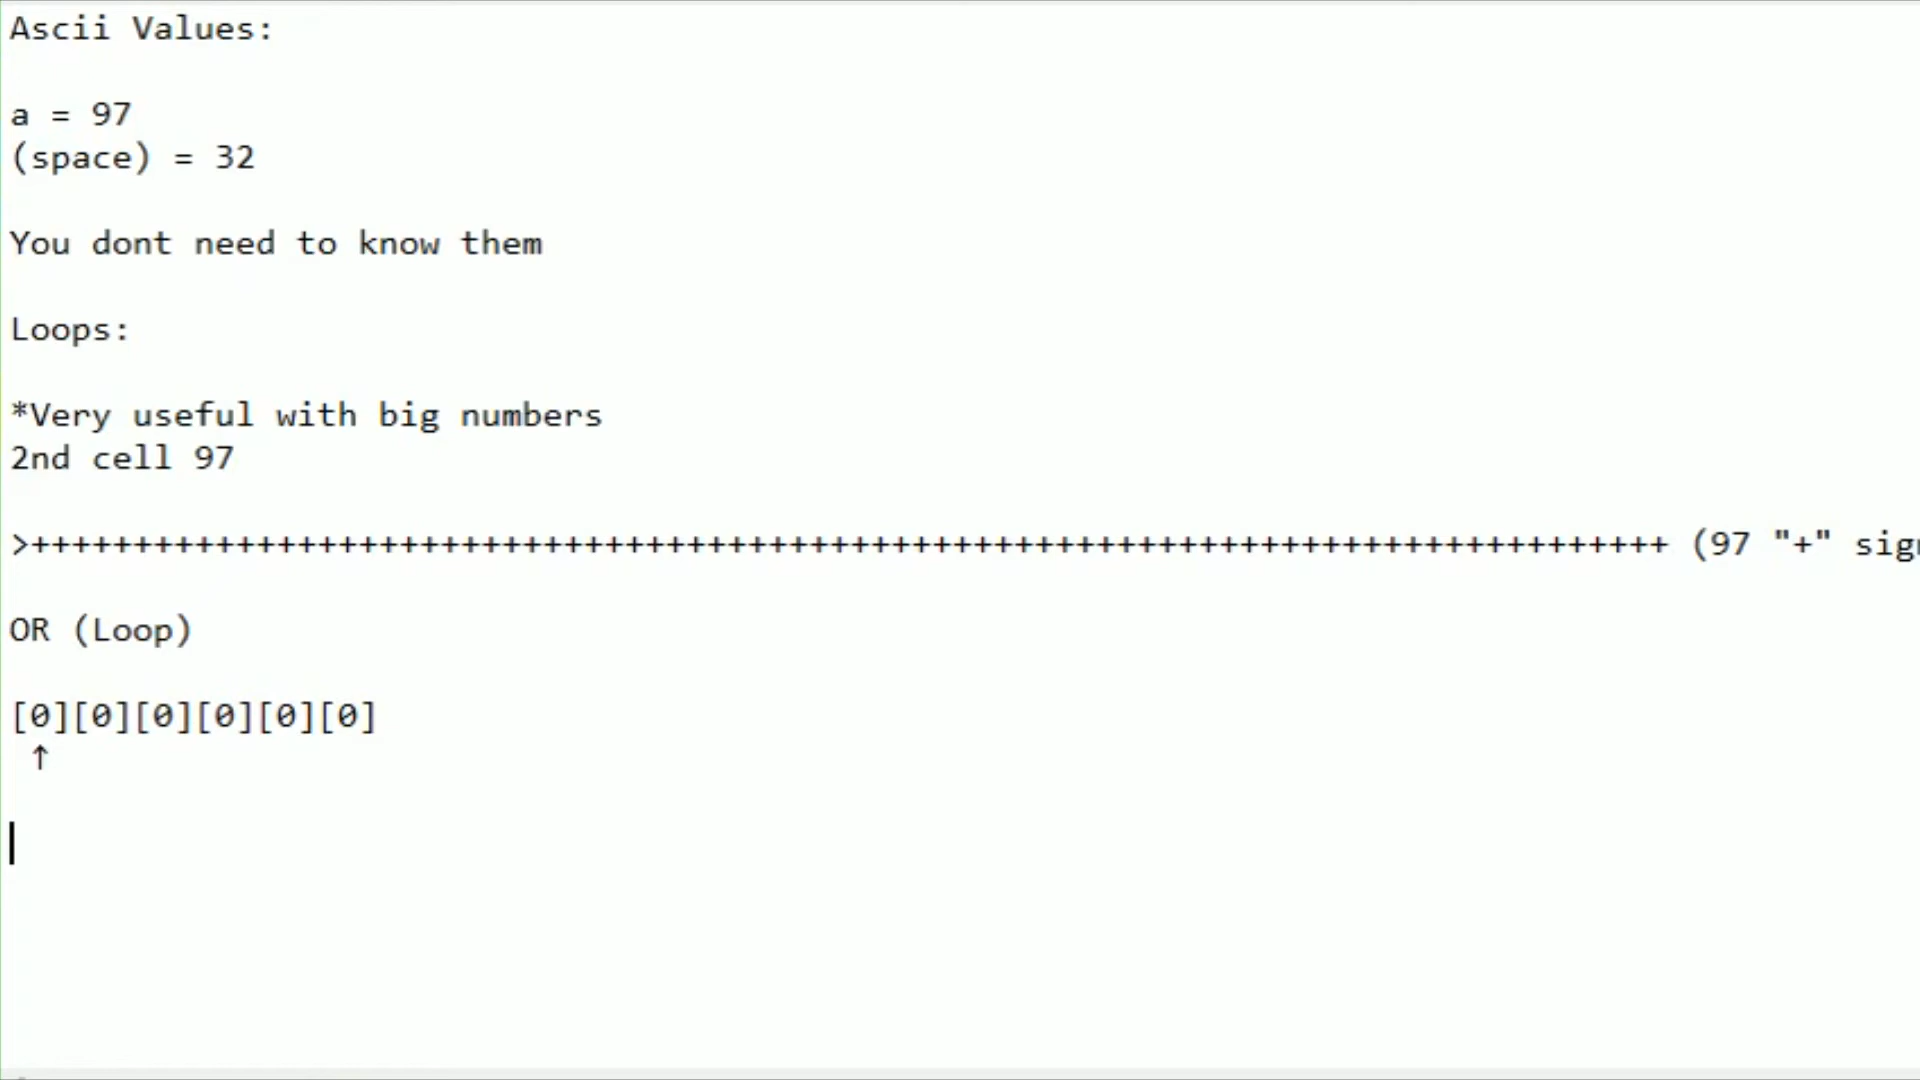 Ascii Values:
a = 97
(space) = 32
You dont need to know them
Loops:
*Very useful with big numbers
2nd cell 97
>++++++++++++++++++++++++++++++++++++++++++++++++++++++++++++++++++++++++++++++++ (97 "+" sig
OR (Loop)
[0][0][0][0][0][0]
↑